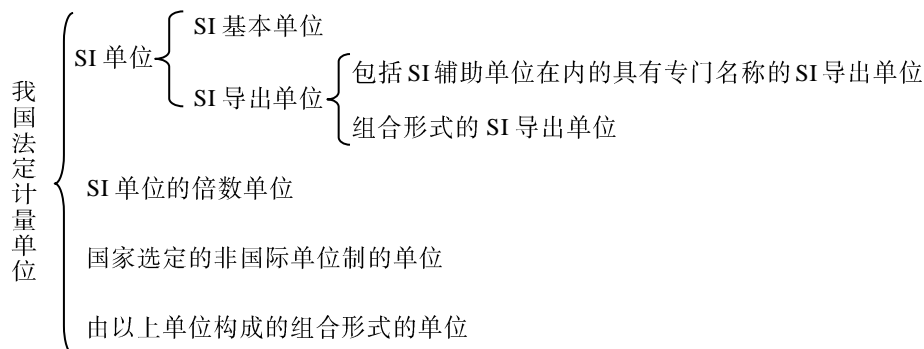 我国法定计量单位
SI 单位
SI 基本单位
SI 导出单位
包括 SI 辅助单位在内的具有专门名称的 SI 导出单位
组合形式的 SI 导出单位
SI 单位的倍数单位
国家选定的非国际单位制的单位
由以上单位构成的组合形式的单位